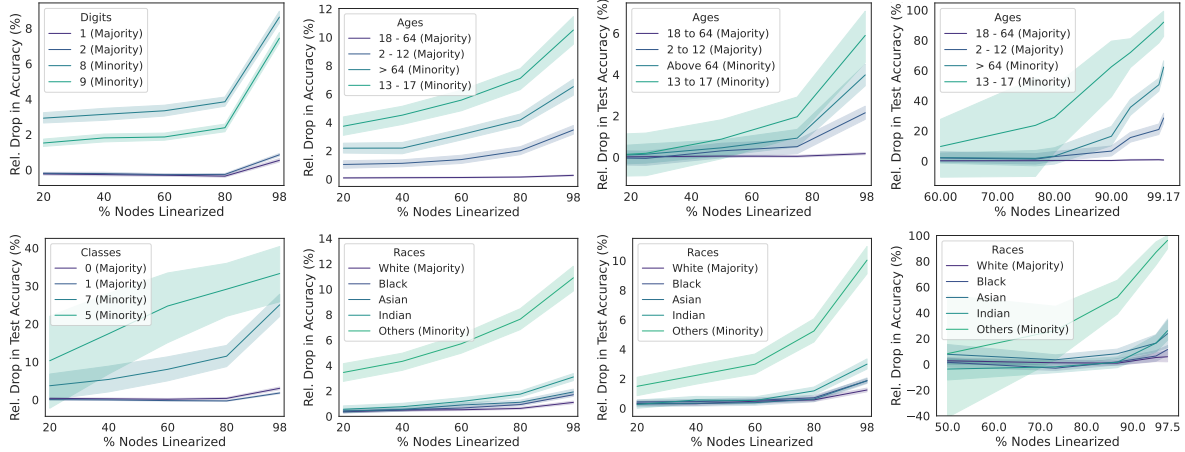 Rel. Drop in Accuracy (%)
8
6
4
2
0
Digits
1 (Majority)
2 (Majority)
8 (Minority)
9 (Minority)
20
40
60
80
98
% Nodes Linearized
Rel. Drop in Accuracy (%)
12
10
8
6
4
2
0
Ages
18 - 64 (Majority)
2 - 12 (Majority)
> 64 (Minority)
13 - 17 (Minority)
20
40
60
80
98
% Nodes Linearized
Rel. Drop in Test Accuracy (%)
6
4
2
0
Ages
18 to 64 (Majority)
2 to 12 (Majority)
Above 64 (Minority)
13 to 17 (Minority)
20
40
60
80
98
% Nodes Linearized
Rel. Drop in Test Accuracy (%)
100
80
60
40
20
0
Ages
18 - 64 (Majority)
2 - 12 (Majority)
> 64 (Minority)
13 - 17 (Minority)
60.00
70.00
80.00
90.00
99.17
% Nodes Linearized
Rel. Drop in Test Accuracy (%)
40
30
20
10
0
Classes
0 (Majority)
1 (Majority)
7 (Minority)
5 (Minority)
20
40
60
80
98
% Nodes Linearized
Rel. Drop in Accuracy (%)
14
12
10
8
6
4
2
0
Races
White (Majority)
Black
Asian
Indian
Others (Minority)
20
40
60
80
98
% Nodes Linearized
Rel. Drop in Test Accuracy (%)
10
8
6
4
2
0
Races
White (Majority)
Black
Asian
Indian
Others (Minority)
20
40
60
80
98
% Nodes Linearized
Rel. Drop in Accuracy (%)
100
80
60
40
20
0
−20
−40
Races
White (Majority)
Black
Asian
Indian
Others (Minority)
50.0
60.0
70.0
80.0
90.0
97.5
% Nodes Linearized